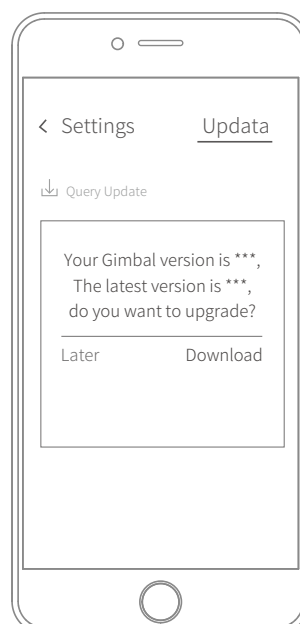 Settings Updata
Query Update
Your Gimbal version is ***,
The latest version is ***,
do you want to upgrade?
Later Download